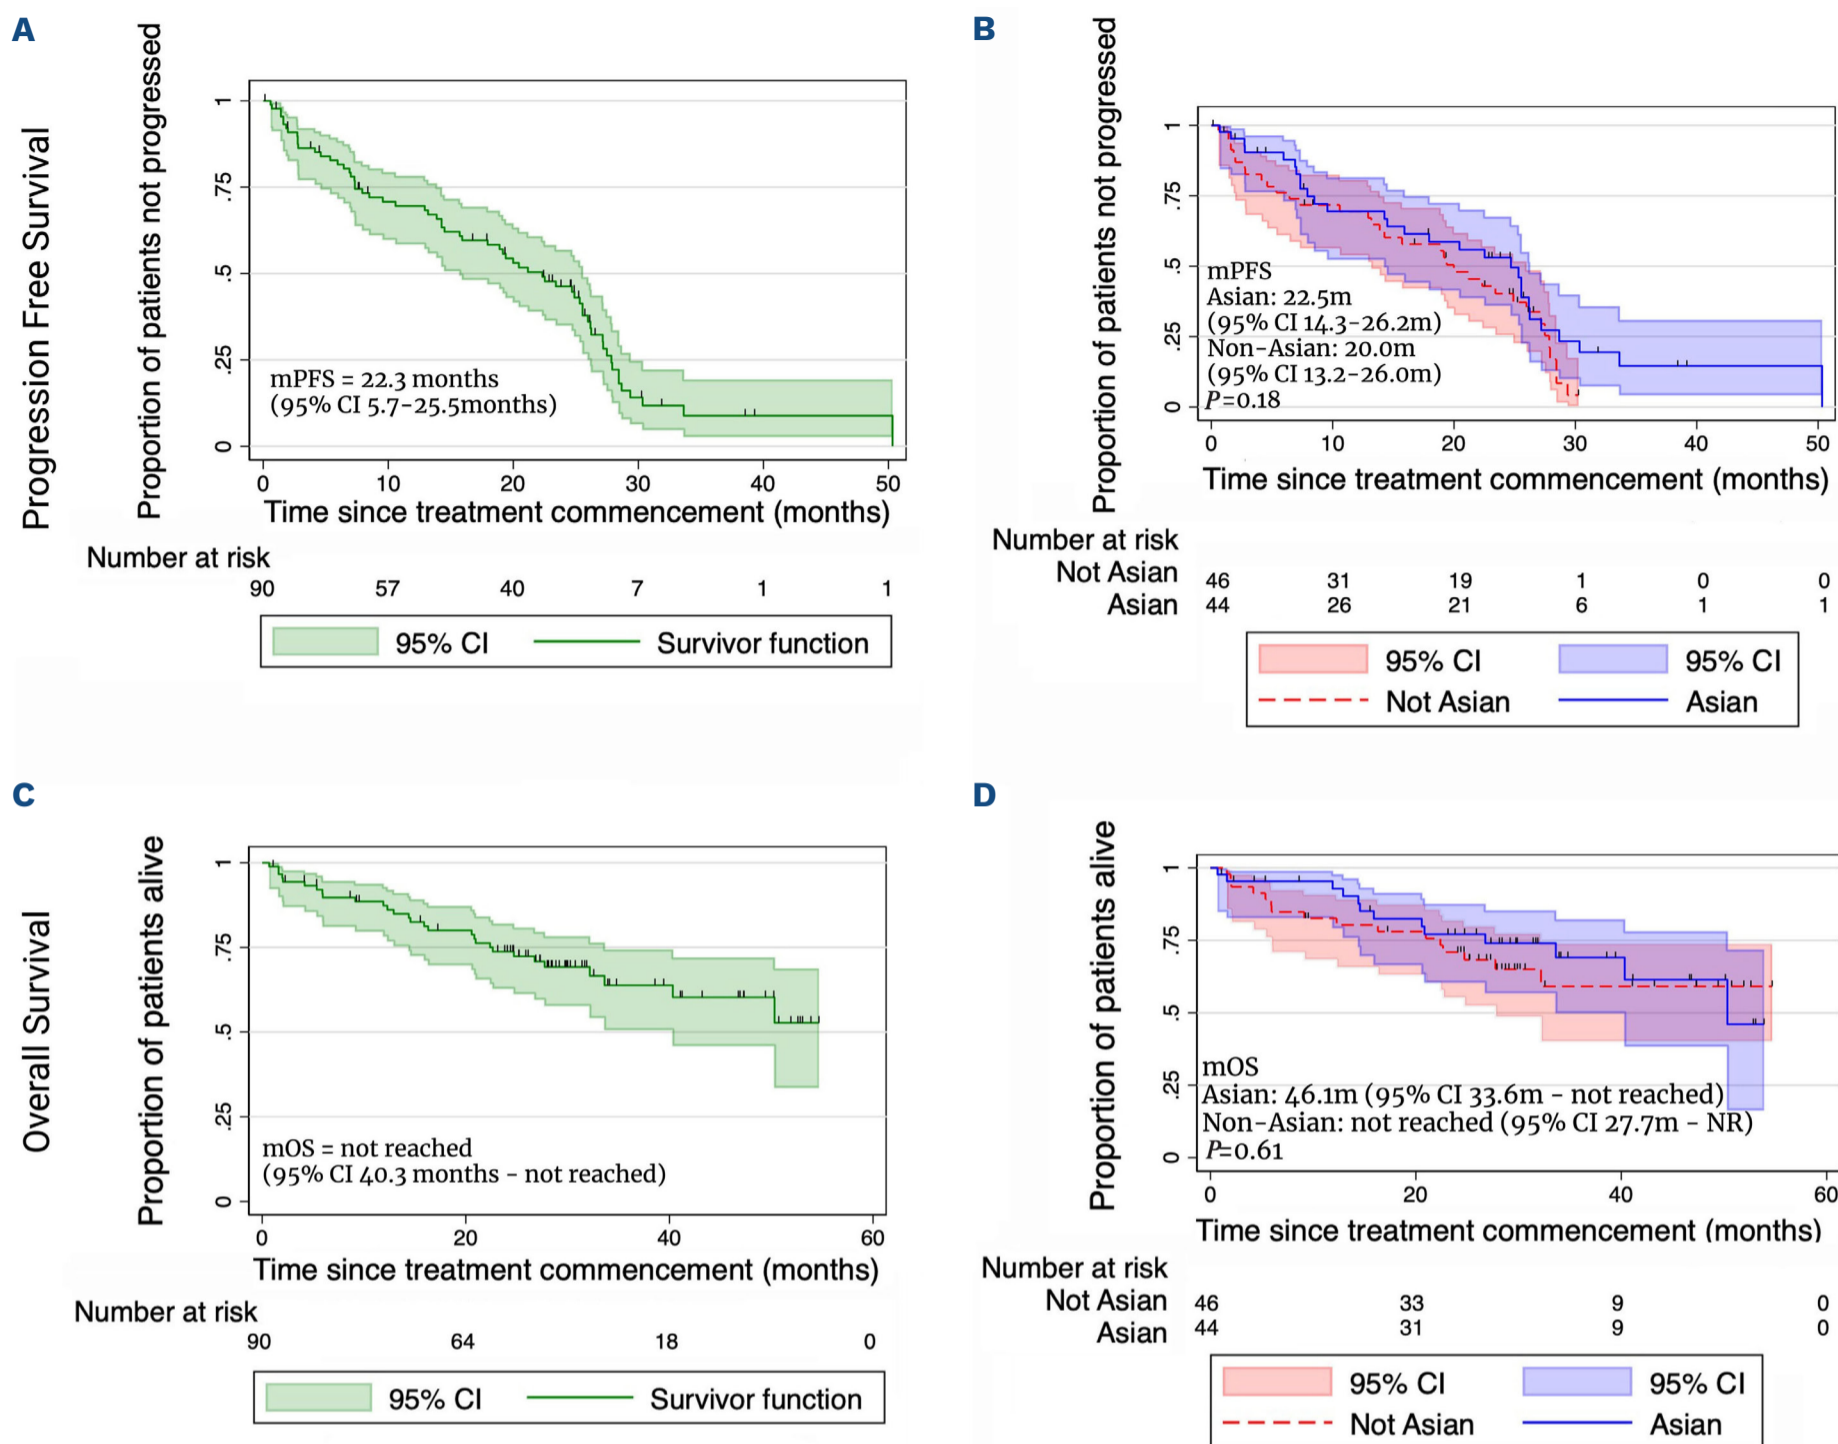 A
Progression Free Survival
Proportion of patients not progressed
1
.75
.5
.25
0
mPFS = 22.3 months
(95% CI 5.7-25.5months)
0 10 20 30 40 50
Time since treatment commencement (months)
Number at risk
90 57 40 7 1 1
95% CI Survivor function
B
Proportion of patients not progressed
1
.75
.5
.25
0
mPFS
Asian: 22.5m
(95% CI 14.3-26.2m)
Non-Asian: 20.0m
(95% CI 13.2-26.0m)
P=0.18
0 10 20 30 40 50
Time since treatment commencement (months)
Number at risk
Not Asian 46 31 19 1 0 0
Asian 44 26 21 6 1 1
95% CI 95% CI
Not Asian Asian
C
Overall Survival
Proportion of patients alive
1
.75
.5
.25
0
mOS = not reached
(95% CI 40.3 months - not reached)
0 20 40 60
Time since treatment commencement (months)
Number at risk
90 64 18 0
95% CI Survivor function
D
Proportion of patients alive
1
.75
.5
.25
0
mOS
Asian: 46.1m (95% CI 33.6m - not reached)
Non-Asian: not reached (95% CI 27.7m - NR)
P=0.61
0 20 40 60
Time since treatment commencement (months)
Number at risk
Not Asian 46 33 9 0
Asian 44 31 9 0
95% CI 95% CI
Not Asian Asian